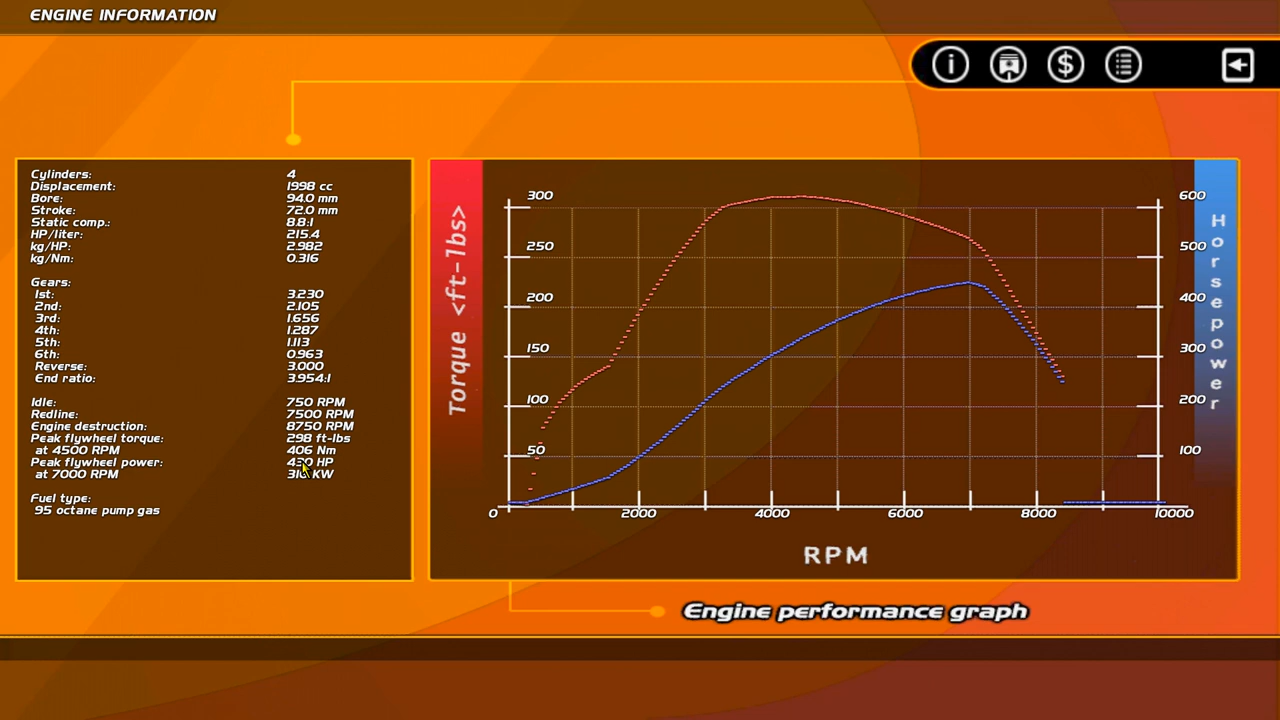 ENGINE INFORMATION
Cylinders: 4
Displacement: 1998 cc
Bore: 94.0 mm
Stroke: 72.0 mm
Static comp.: 8.8:1
HP/liter: 215.4
kg/HP: 2.982
kg/Nm: 0.316
Gears:
1st: 3.230
2nd: 2.105
3rd: 1.656
4th: 1.287
5th: 1.113
6th: 0.963
Reverse: 3.000
End ratio: 3.954:1
Idle: 750 RPM
Redline: 7500 RPM
Engine destruction: 8750 RPM
Peak flywheel torque: 298 ft-lbs
at 4500 RPM 406 Nm
Peak flywheel power: 430 HP
at 7000 RPM KW
Fuel type:
95 octane pump gas
Torque <ft-lbs>
300
250
200
150
100
50
0 2000 4000 6000 8000 10000
RPM
600
500
400
300
200
100
Horsepower
Engine performance graph